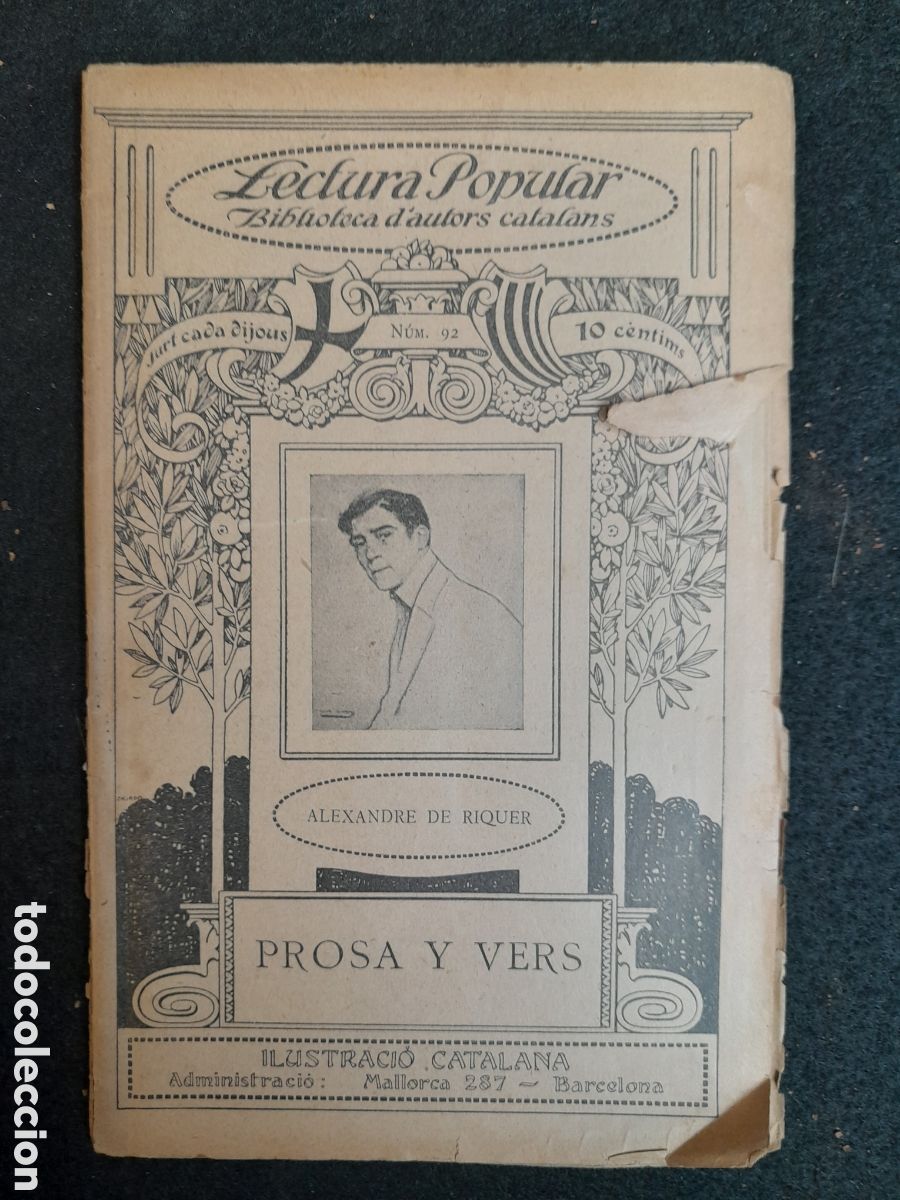 Lectura Popular
Biblioteca d'autors catalans
Surt cada dijous
NÚM. 92
10 cèntims
ALEXANDRE DE RIQUER
PROSA Y VERS
ILUSTRACIÓ CATALANA
Administració: Mallorca 287 - Barcelona
todocoleccion